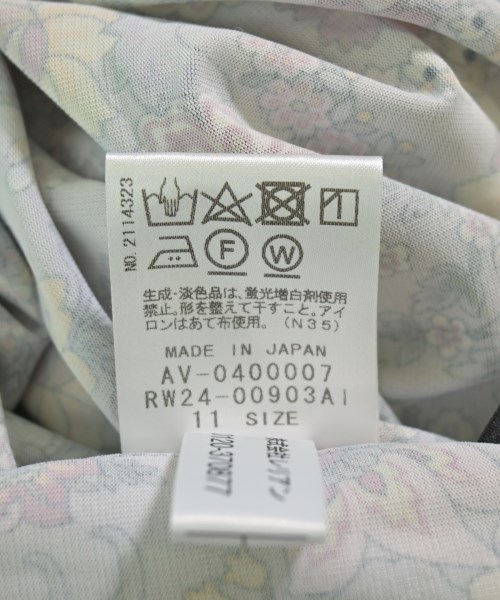 NO. 2114323
F
W
生成・淡色品は、蛍光増白剤使用
禁止。形を整えて干すこと。アイ
ロンはあて布使用。 (N35)
MADE IN JAPAN
AV-0400007
RW24-00903AI
11 SIZE